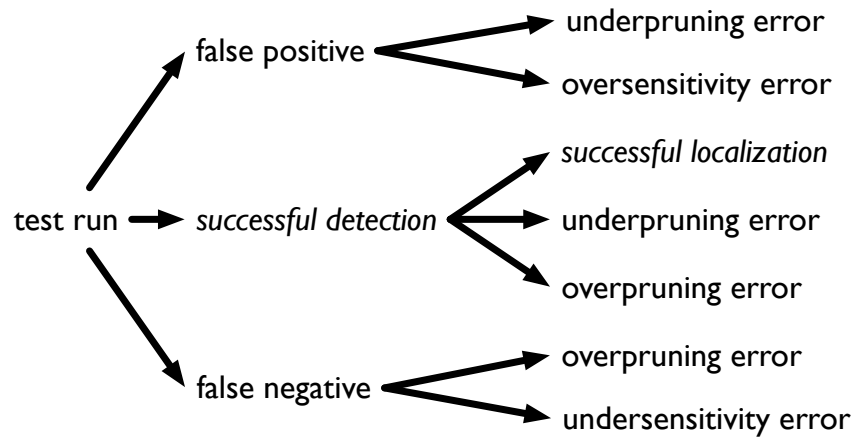 underpruning error
false positive
oversensitivity error
successful localization
test run
successful detection
underpruning error
overpruning error
overpruning error
false negative
undersensitivity error